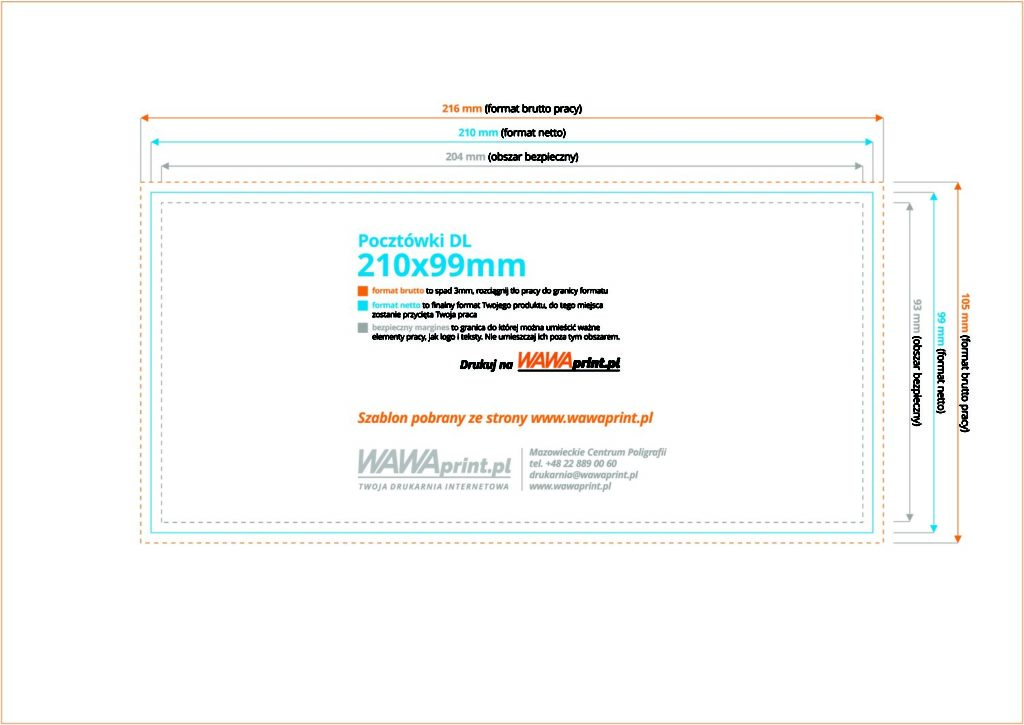 216 mm (format brutto pracy)
210 mm (format netto)
204 mm (obszar bezpieczny)
Pocztówki DL
210x99mm
format brutto to spad 3mm, rozciągnij tło pracy do granicy formatu
format netto to finalny format Twojego produktu, do tego miejsca
zostanie przycięta Twoja praca
bezpieczny margines to granica do której można umieścić ważne
elementy pracy, jak logo i teksty. Nie umieszczaj ich poza tym obszarem.
Drukuj na WAWAprint.pl
Szablon pobrany ze strony www.wawaprint.pl
WAWAprint.pl
TWOJA DRUKARNIA INTERNETOWA
Mazowieckie Centrum Poligrafii
tel. +48 22 889 00 60
drukarnia@wawaprint.pl
www.wawaprint.pl
93 mm (obszar bezpieczny)
99 mm (format netto)
105 mm (format brutto pracy)